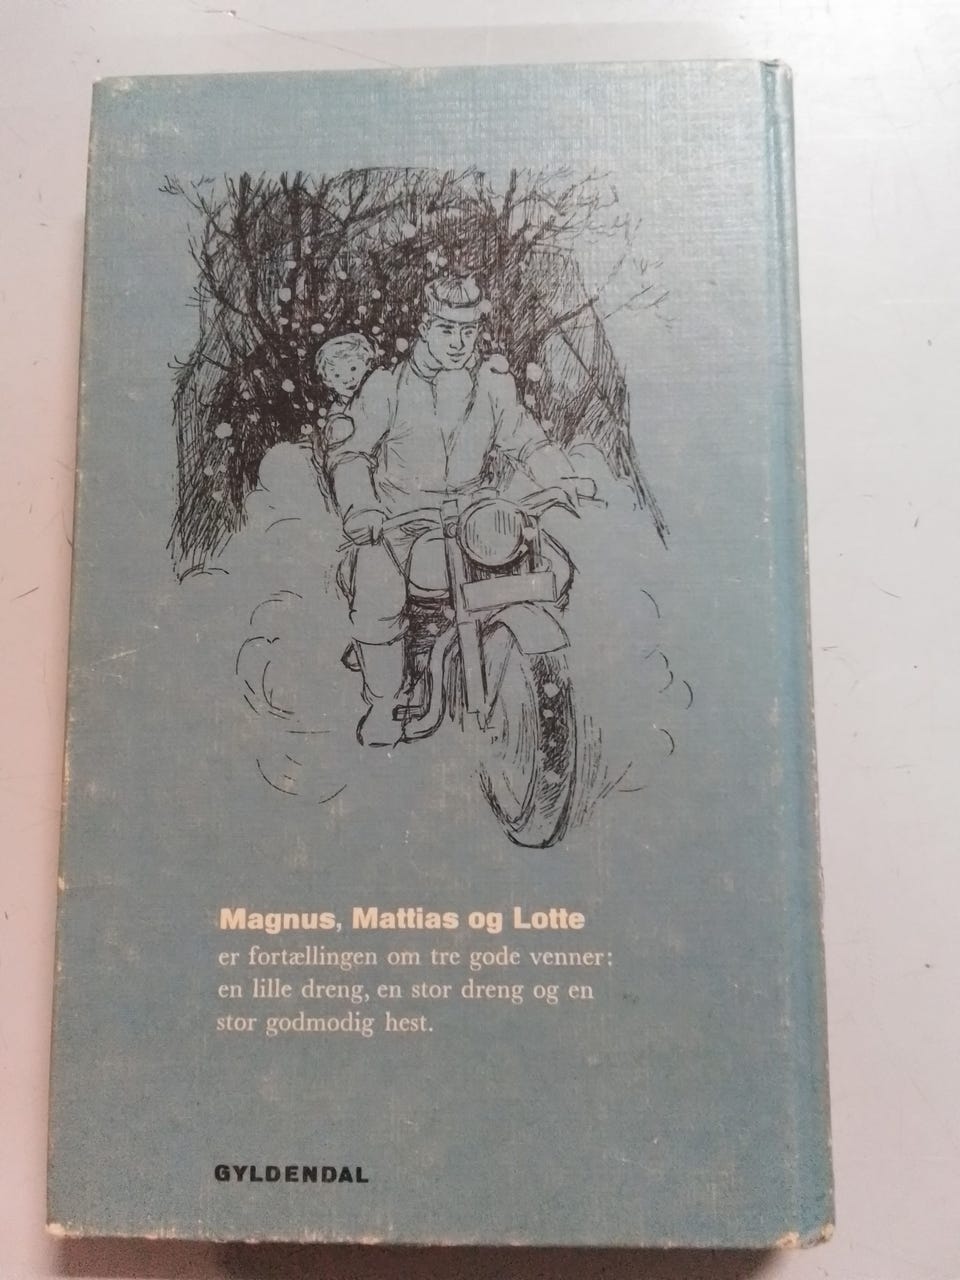 Magnus, Mattias og Lotte
er fortællingen om tre gode venner:
en lille dreng, en stor dreng og en
stor godmodig hest.
GYLDENDAL